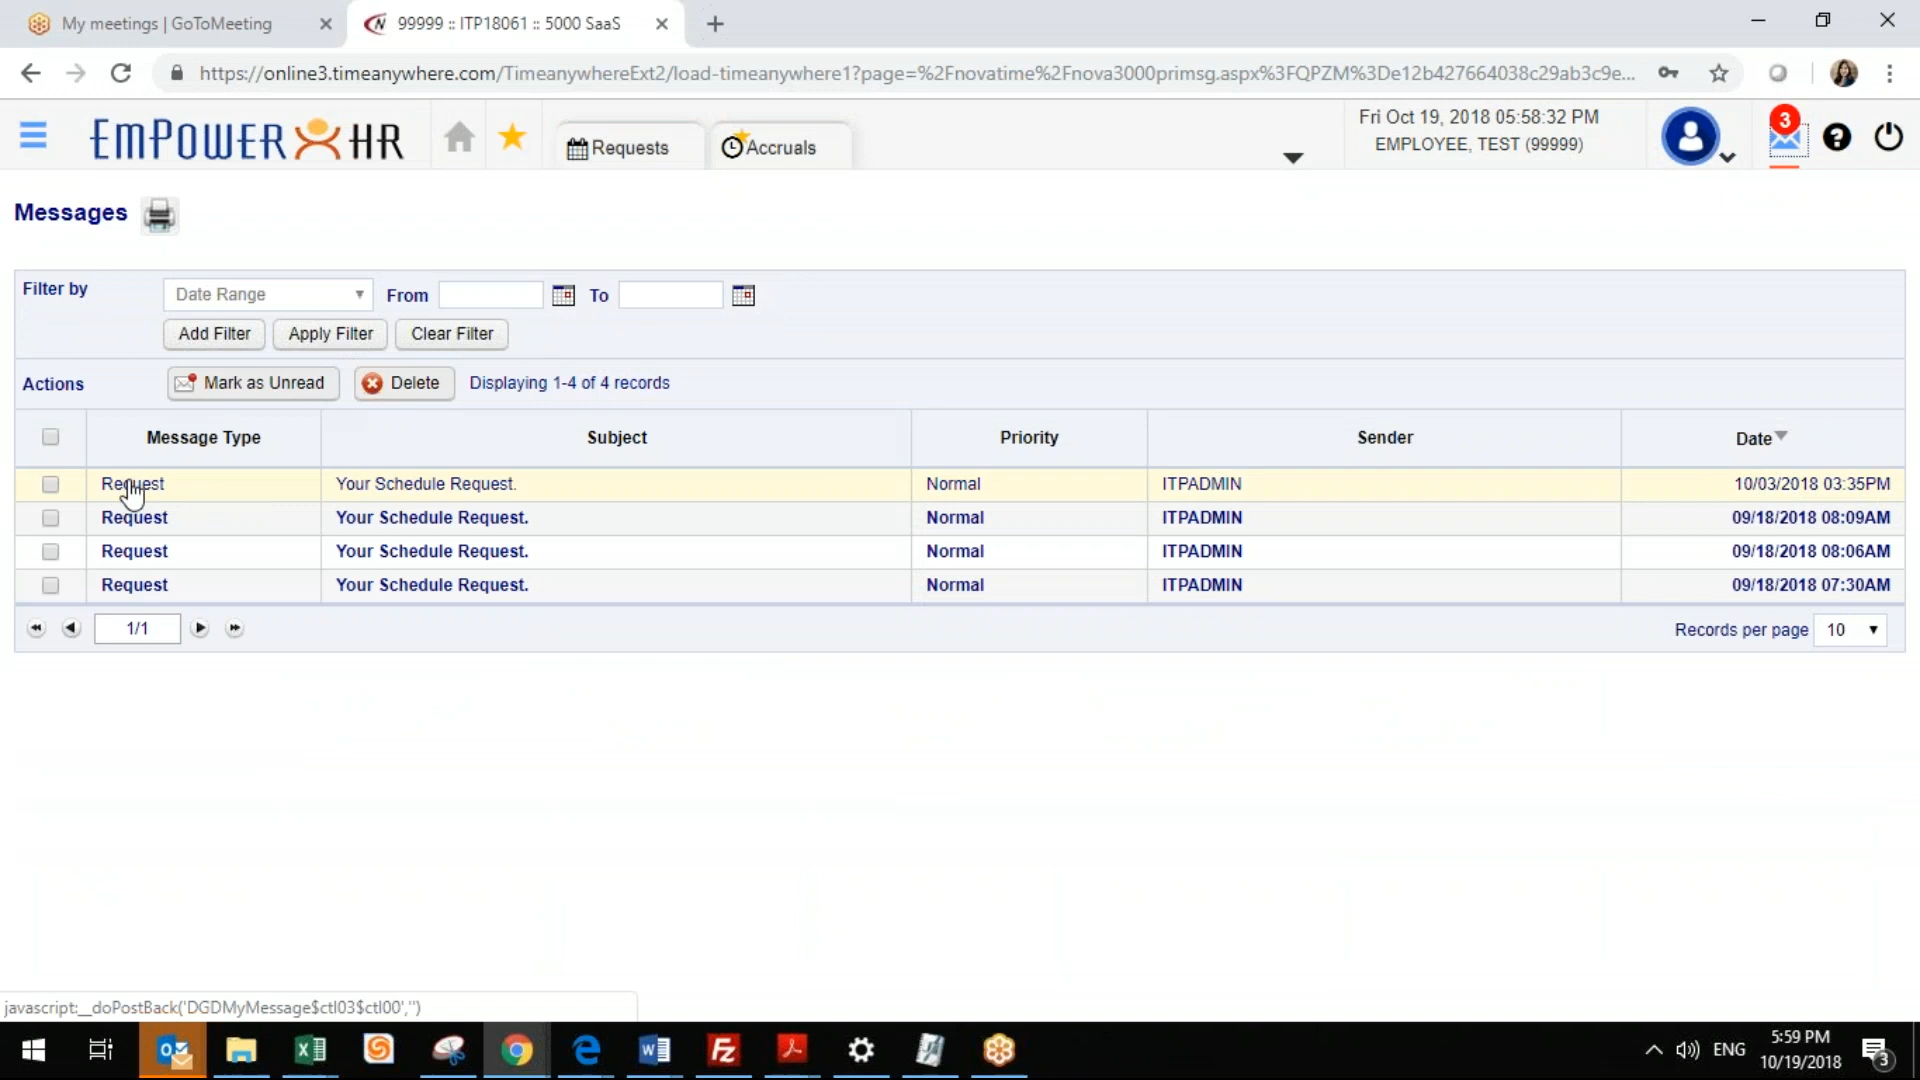 My meetings | GoToMeeting
99999 :: ITP18061 :: 5000 SaaS
https://online3.timeanywhere.com/TimeanywhereExt2/load-timeanywhere1?page=%2Fnovatime%2Fnova3000primsg.aspx%3FQPZM%3De12b427664038c29ab3c9e...
EMPOWER HR
Requests
Accruals
Fri Oct 19, 2018 05:58:32 PM
EMPLOYEE, TEST (99999)
3
Messages
Filter by
Date Range
From
To
Add Filter
Apply Filter
Clear Filter
Actions
Mark as Unread
Delete
Displaying 1-4 of 4 records
Message Type Subject Priority Sender Date
Request Your Schedule Request. Normal ITPADMIN 10/03/2018 03:35PM
Request Your Schedule Request. Normal ITPADMIN 09/18/2018 08:09AM
Request Your Schedule Request. Normal ITPADMIN 09/18/2018 08:06AM
Request Your Schedule Request. Normal ITPADMIN 09/18/2018 07:30AM
1/1
Records per page 10
javascript:__doPostBack('DGDMyMessage$ctl03$ctl00','')
ENG
5:59 PM
10/19/2018
3